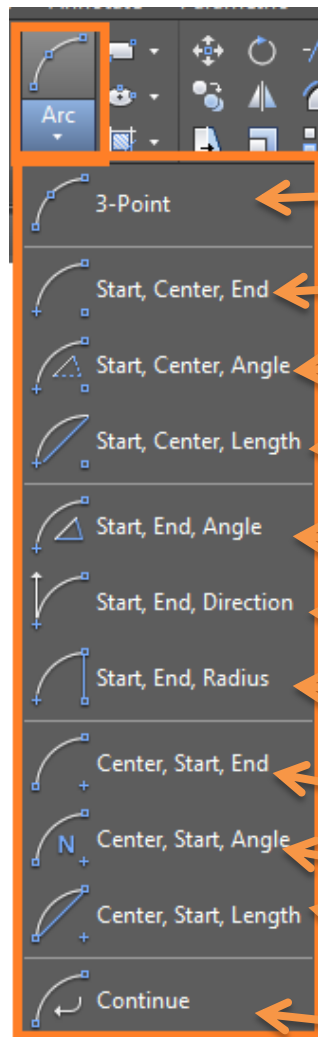 Arc
3-Point
Start, Center, End
Start, Center, Angle
Start, Center, Length
Start, End, Angle
Start, End, Direction
Start, End, Radius
Center, Start, End
N
Center, Start, Angle
Center, Start, Length
Continue